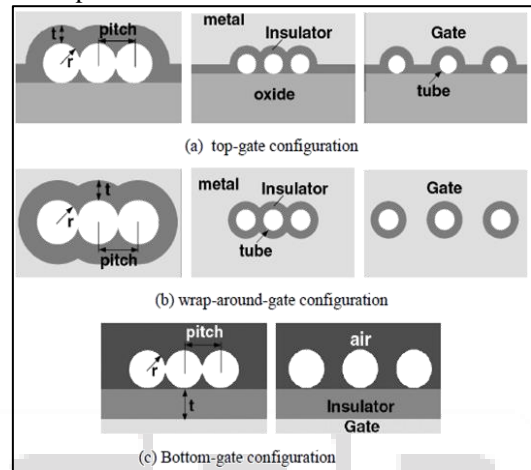 t
pitch
r
metal
Insulator
oxide
Gate
tube
(a) top-gate configuration
t
r
pitch
metal
Insulator
tube
Gate
(b) wrap-around-gate configuration
pitch
r
t
air
Insulator
Gate
(c) Bottom-gate configuration